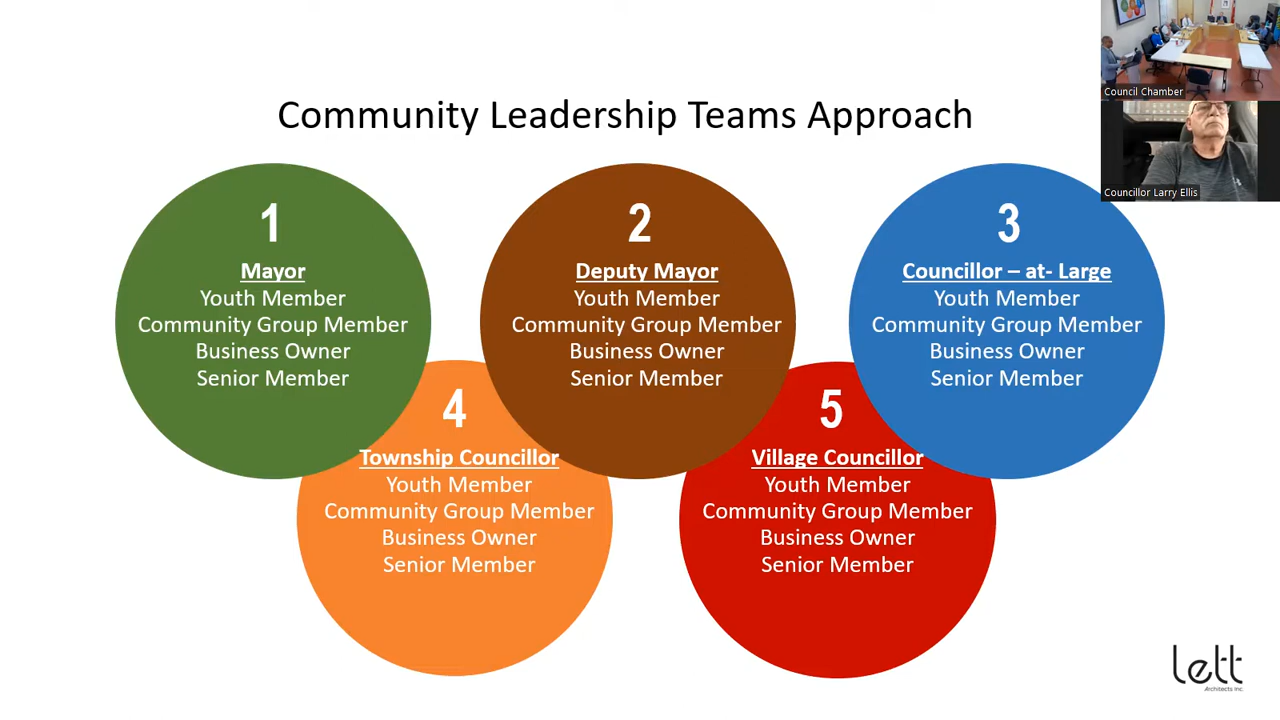 Council Chamber
Community Leadership Teams Approach
Councillor Larry Ellis
1
Mayor
Youth Member
Community Group Member
Business Owner
Senior Member
2
Deputy Mayor
Youth Member
Community Group Member
Business Owner
Senior Member
3
Councillor – at- Large
Youth Member
Community Group Member
Business Owner
Senior Member
4
Township Councillor
Youth Member
Community Group Member
Business Owner
Senior Member
5
Village Councillor
Youth Member
Community Group Member
Business Owner
Senior Member
lett
Architects inc.